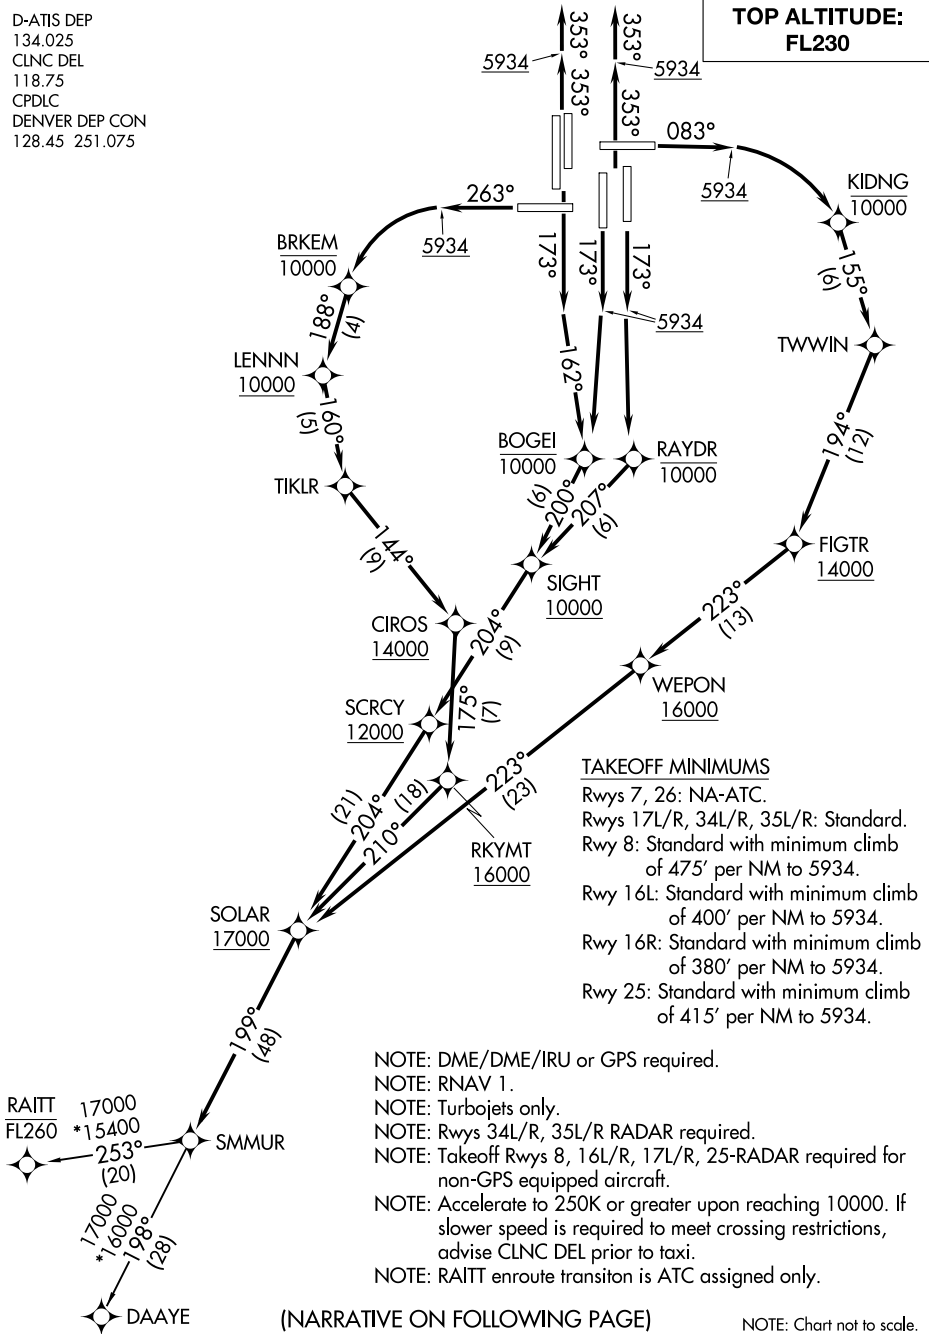 D-ATIS DEP
134.025
CLNC DEL
118.75
CPDLC
DENVER DEP CON
128.45 251.075
TOP ALTITUDE:
FL230
353°
353°
5934
353°
353°
5934
083°
5934
KIDNG
10000
155°
(6)
TWWIN
263°
5934
BRKEM
10000
188°
(4)
LENNN
10000
160°
(5)
TIKLR
144°
(9)
173°
173°
173°
5934
162°
BOGEI
10000
RAYDR
10000
(6)
200°
207°
(6)
194°
(12)
FIGTR
14000
SIGHT
10000
CIROS
14000
204°
(9)
223°
(13)
WEPON
16000
SCRCY
12000
175°
(7)
223°
(23)
(21)
204°
(18)
210°
RKYMT
16000
SOLAR
17000
TAKEOFF MINIMUMS
Rwys 7, 26: NA-ATC.
Rwys 17L/R, 34L/R, 35L/R: Standard.
Rwy 8: Standard with minimum climb
of 475' per NM to 5934.
Rwy 16L: Standard with minimum climb
of 400' per NM to 5934.
Rwy 16R: Standard with minimum climb
of 380' per NM to 5934.
Rwy 25: Standard with minimum climb
of 415' per NM to 5934.
199°
(48)
RAITT
FL260
17000
*15400
253°
(20)
SMMUR
17000
*16000
198°
(28)
DAAYE
NOTE: DME/DME/IRU or GPS required.
NOTE: RNAV 1.
NOTE: Turbojets only.
NOTE: Rwys 34L/R, 35L/R RADAR required.
NOTE: Takeoff Rwys 8, 16L/R, 17L/R, 25-RADAR required for
non-GPS equipped aircraft.
NOTE: Accelerate to 250K or greater upon reaching 10000. If
slower speed is required to meet crossing restrictions,
advise CLNC DEL prior to taxi.
NOTE: RAITT enroute transiton is ATC assigned only.
(NARRATIVE ON FOLLOWING PAGE)
NOTE: Chart not to scale.